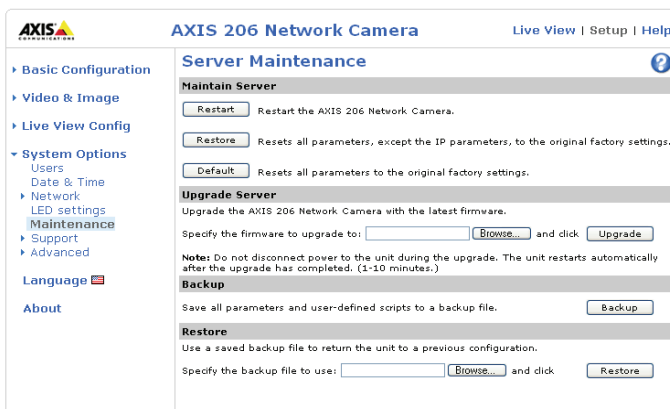 AXIS
COMMUNICATIONS
AXIS 206 Network Camera
Live View | Setup | Help
Basic Configuration
Video & Image
Live View Config
System Options
Users
Date & Time
Network
LED settings
Maintenance
Support
Advanced
Language
About
Server Maintenance
?
Maintain Server
Restart Restart the AXIS 206 Network Camera.
Restore Resets all parameters, except the IP parameters, to the original factory settings.
Default Resets all parameters to the original factory settings.
Upgrade Server
Upgrade the AXIS 206 Network Camera with the latest firmware.
Specify the firmware to upgrade to: Browse... and click Upgrade
Note: Do not disconnect power to the unit during the upgrade. The unit restarts automatically
after the upgrade has completed. (1-10 minutes.)
Backup
Save all parameters and user-defined scripts to a backup file. Backup
Restore
Use a saved backup file to return the unit to a previous configuration.
Specify the backup file to use: Browse... and click Restore